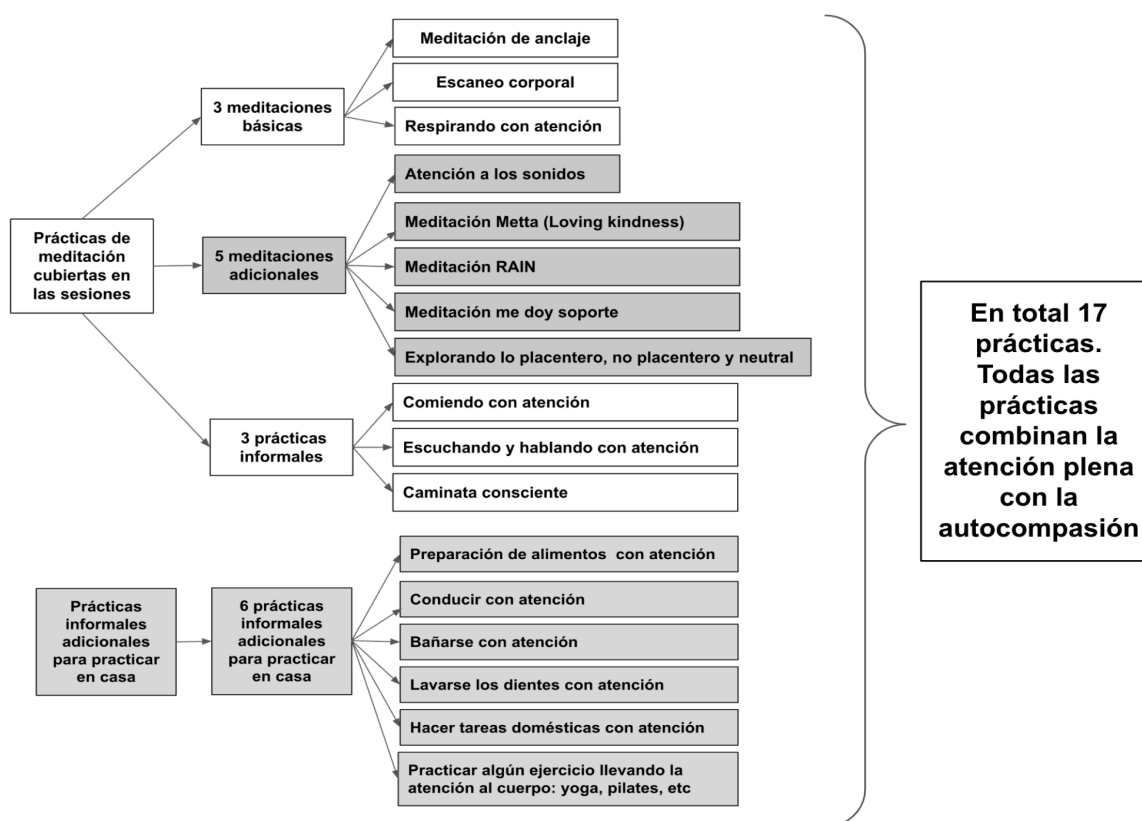 Prácticas de
meditación
cubiertas en
las sesiones
3 meditaciones
básicas
Meditación de anclaje
Escaneo corporal
Respirando con atención
5 meditaciones
adicionales
Atención a los sonidos
Meditación Metta (Loving kindness)
Meditación RAIN
Meditación me doy soporte
Explorando lo placentero, no placentero y neutral
3 prácticas
informales
Comiendo con atención
Escuchando y hablando con atención
Caminata consciente
Prácticas
informales
adicionales
para practicar
en casa
6 prácticas
informales
adicionales
para practicar
en casa
Preparación de alimentos con atención
Conducir con atención
Bañarse con atención
Lavarse los dientes con atención
Hacer tareas domésticas con atención
Practicar algún ejercicio llevando la
atención al cuerpo: yoga, pilates, etc
En total 17
prácticas.
Todas las
prácticas
combinan la
atención plena
con la
autocompasión